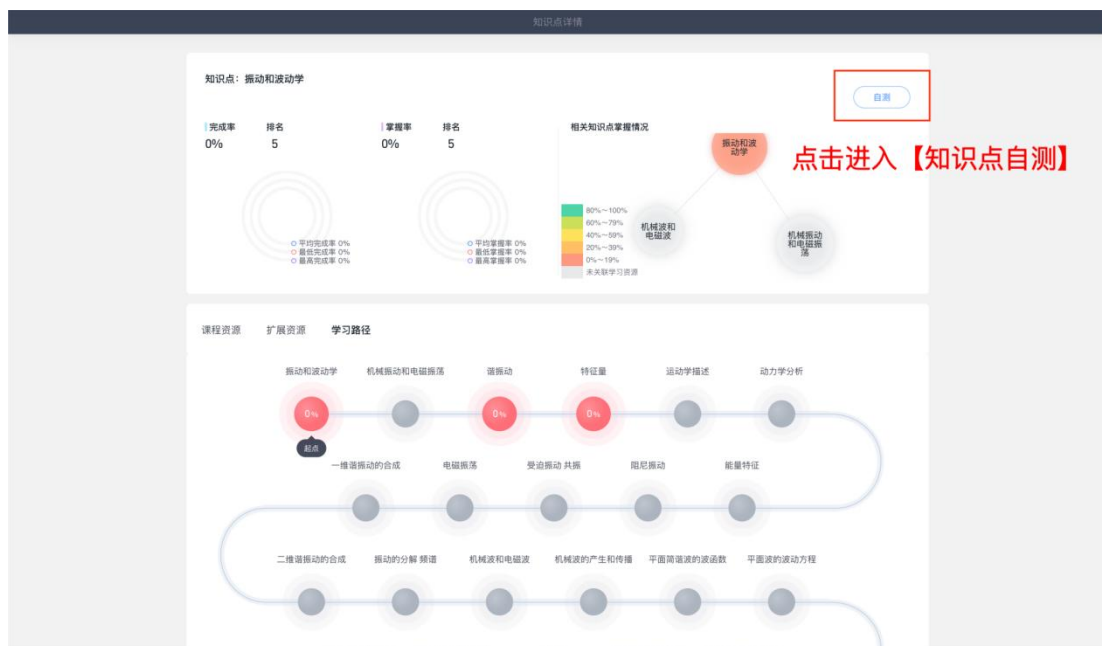 知识点详情
知识点：振动和波动学
自测
点击进入【知识点自测】
完成率 排名
0% 5
平均完成率 0%
最低完成率 0%
最高完成率 0%
掌握率 排名
0% 5
平均掌握率 0%
最低掌握率 0%
最高掌握率 0%
相关知识点掌握情况
振动和波
动学
机械波和
电磁波
机械振动
和电磁振
荡
80%～100%
60%～79%
40%～59%
20%～39%
0%～19%
未关联学习资源
课程资源 扩展资源 学习路径
振动和波动学 机械振动和电磁振荡 谐振动 特征量 运动学描述 动力学分析
0% 0% 0%
起点
一维谐振动的合成 电磁振荡 受迫振动 共振 阻尼振动 能量特征
二维谐振动的合成 振动的分解 频谱 机械波和电磁波 机械波的产生和传播 平面简谐波的波函数 平面波的波动方程